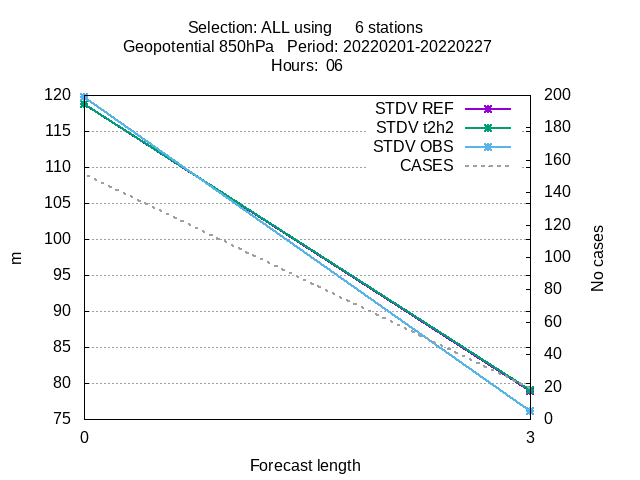 Selection: ALL using     6 stations
Geopotential 850hPa   Period: 20220201-20220227
Hours:  06
120
115
110
105
100
95
90
85
80
75
m
STDV REF
STDV t2h2
STDV OBS
CASES
200
180
160
140
120
100
80
60
40
20
0
No cases
0
3
Forecast length